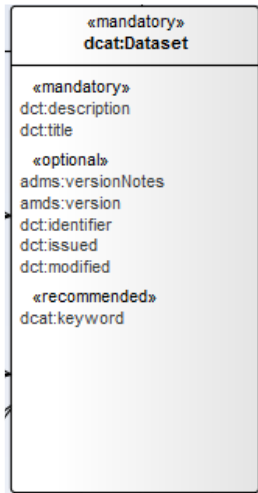 «mandatory»
dcat:Dataset
«mandatory»
dct:description
dct:title
«optional»
adms:versionNotes
amds:version
dct:identifier
dct:issued
dct:modified
«recommended»
dcat:keyword